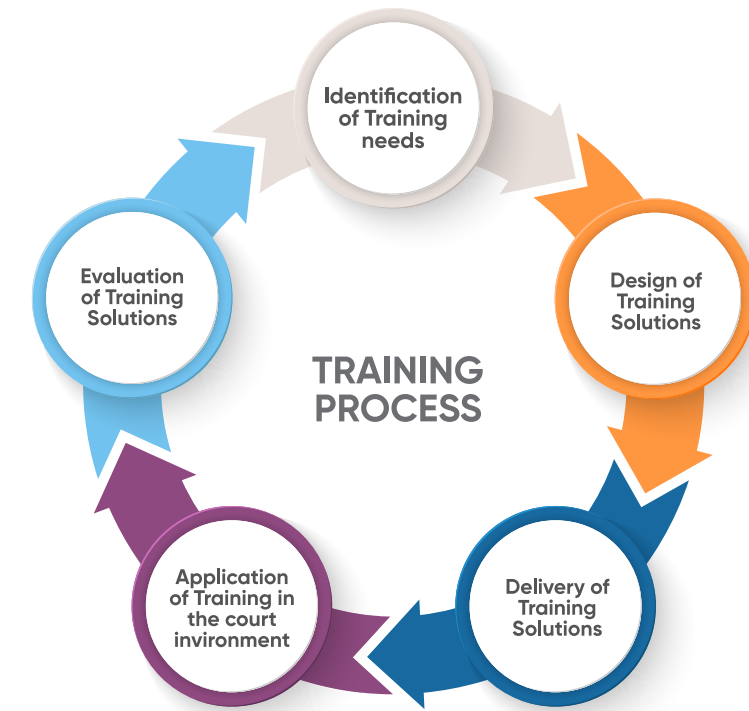 Identification
of Training
needs
Design of
Training
Solutions
Delivery of
Training
Solutions
Application
of Training in
the court
invironment
Evaluation
of Training
Solutions
TRAINING
PROCESS